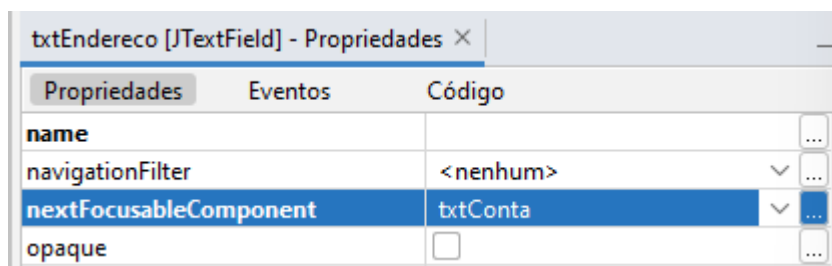 txtEndereco [JTextField] - Propriedades ×
Propriedades Eventos Código
name ...
navigationFilter <nenhum> ...
nextFocusableComponent txtConta ...
opaque ...